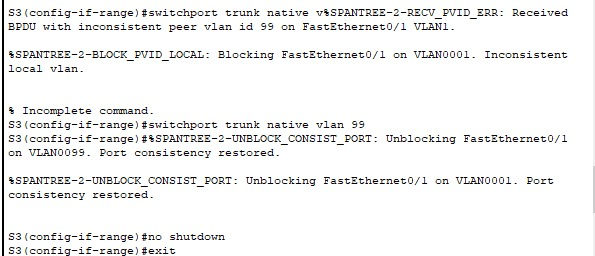 S3(config-if-range)#switchport trunk native v%SPANTREE-2-RECV_PVID_ERR: Received
BPDU with inconsistent peer vlan id 99 on FastEthernet0/1 VLAN1.
%SPANTREE-2-BLOCK_PVID_LOCAL: Blocking FastEthernet0/1 on VLAN0001. Inconsistent
local vlan.
% Incomplete command.
S3(config-if-range)#switchport trunk native vlan 99
S3(config-if-range)#%SPANTREE-2-UNBLOCK_CONSIST_PORT: Unblocking FastEthernet0/1
on VLAN0099. Port consistency restored.
%SPANTREE-2-UNBLOCK_CONSIST_PORT: Unblocking FastEthernet0/1 on VLAN0001. Port
consistency restored.
S3(config-if-range)#no shutdown
S3(config-if-range)#exit